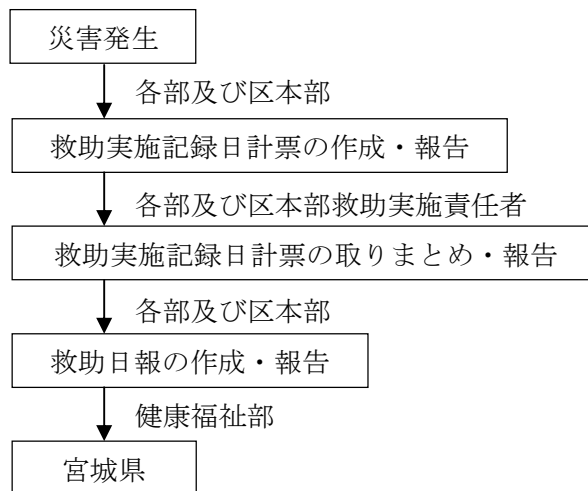 災害発生
各部及び区本部
救助実施記録日計票の作成・報告
各部及び区本部救助実施責任者
救助実施記録日計票の取りまとめ・報告
各部及び区本部
救助日報の作成・報告
健康福祉部
宮城県